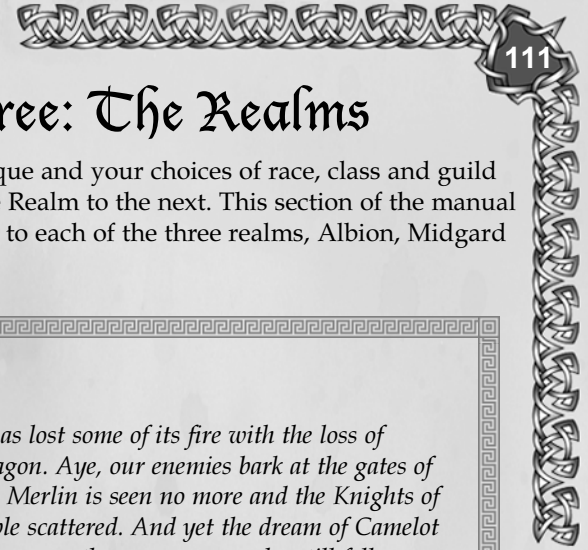 111
ree: The Realms
que and your choices of race, class and guild
Realm to the next. This section of the manual
to each of the three realms, Albion, Midgard
as lost some of its fire with the loss of
agon. Aye, our enemies bark at the gates of
Merlin is seen no more and the Knights of
ble scattered. And yet the dream of Camelot